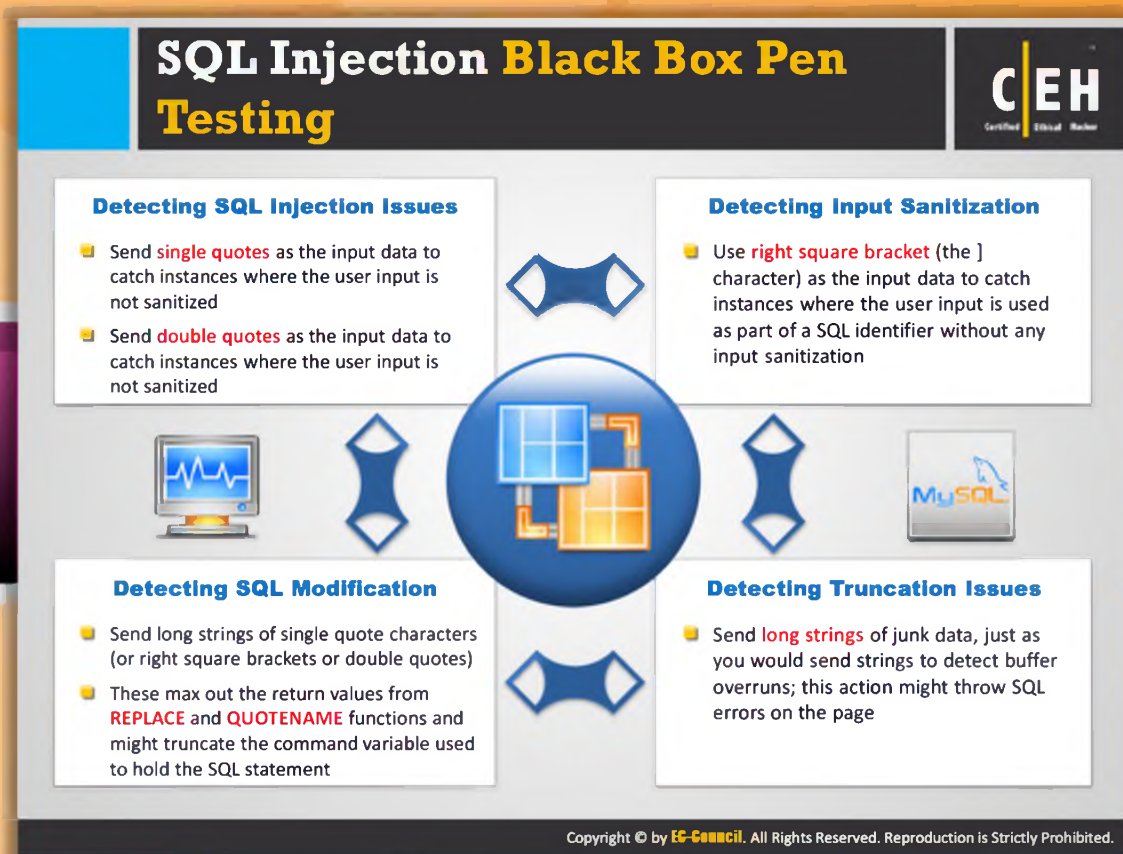 SQL Injection Black Box Pen
Testing
CEH
Certified Ethical Hacker
Detecting SQL Injection Issues
Send single quotes as the input data to
catch instances where the user input is
not sanitized
Send double quotes as the input data to
catch instances where the user input is
not sanitized
Detecting Input Sanitization
Use right square bracket (the ]
character) as the input data to catch
instances where the user input is used
as part of a SQL identifier without any
input sanitization
MySQL
Detecting SQL Modification
Send long strings of single quote characters
(or right square brackets or double quotes)
These max out the return values from
REPLACE and QUOTENAME functions and
might truncate the command variable used
to hold the SQL statement
Detecting Truncation Issues
Send long strings of junk data, just as
you would send strings to detect buffer
overruns; this action might throw SQL
errors on the page
Copyright © by EC-Council. All Rights Reserved. Reproduction is Strictly Prohibited.